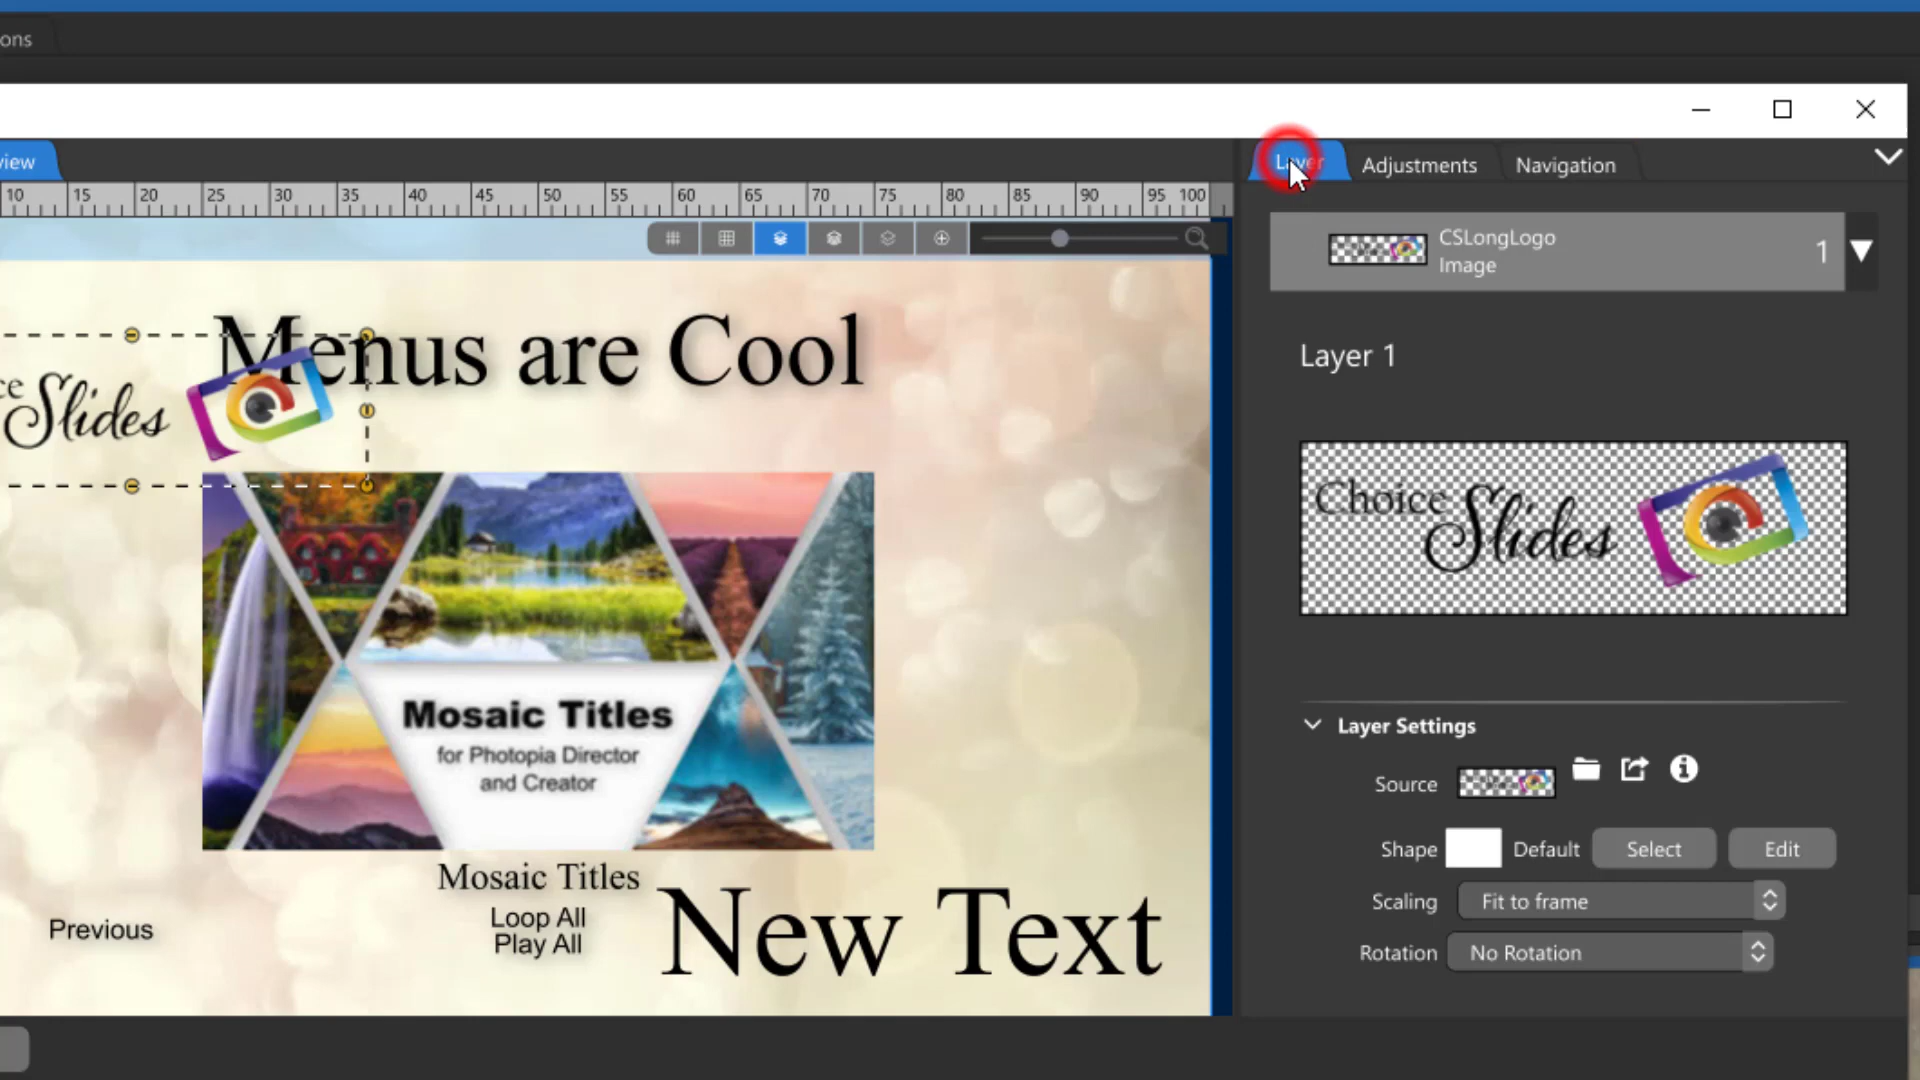 ons
view
Layer Adjustments Navigation
10 15 20 25 30 35 40 45 50 55 60 65 70 75 80 85 90 95 100
CSLongLogo
Image
1
Menus are Cool
ce Slides
Layer 1
Choice Slides
Mosaic Titles
for Photopia Director
and Creator
Layer Settings
Source
Shape Default Select Edit
Mosaic Titles
Scaling Fit to frame
Loop All
Previous
Play All
New Text
Rotation No Rotation